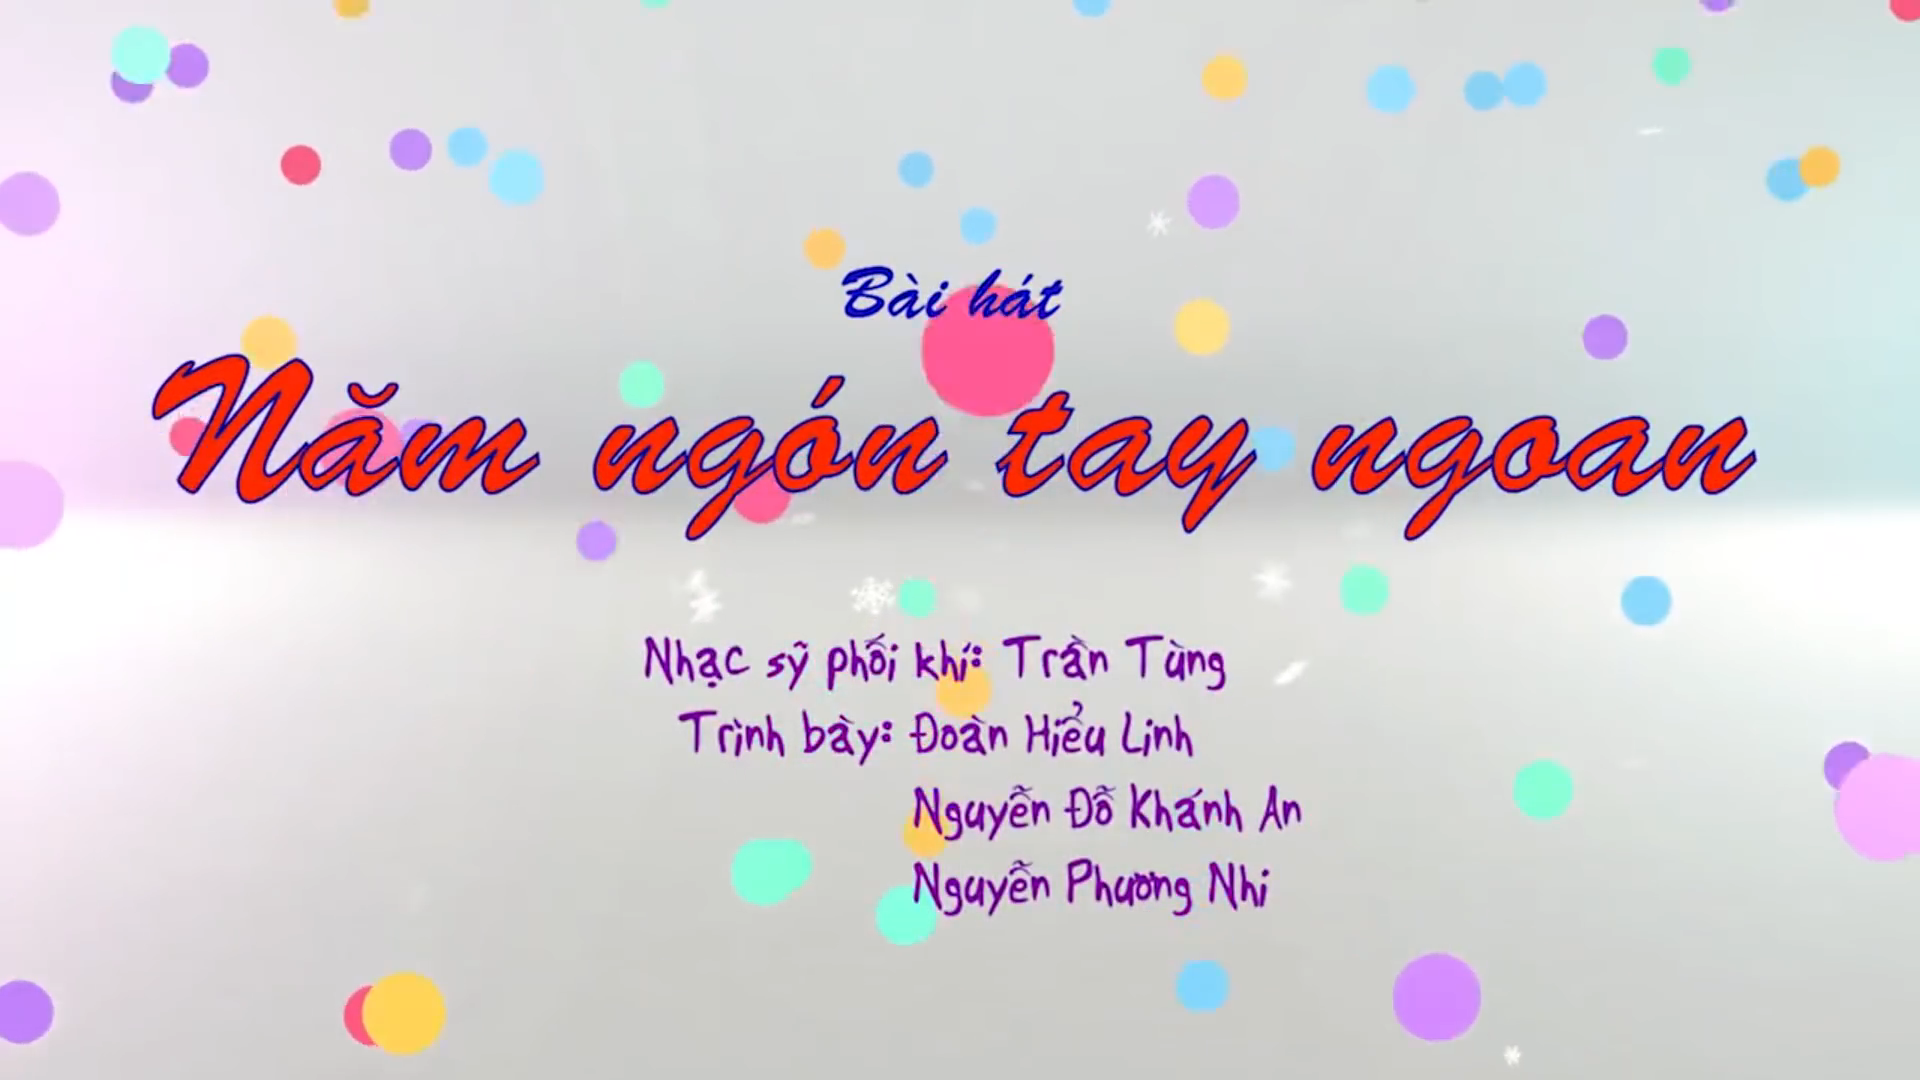 Bài hát
Năm ngón tay ngoan
Nhạc sỹ phối khí: Trần Tùng
Trình bày: Đoàn Hiểu Linh
Nguyễn Đỗ Khánh An
Nguyễn Phương Nhi